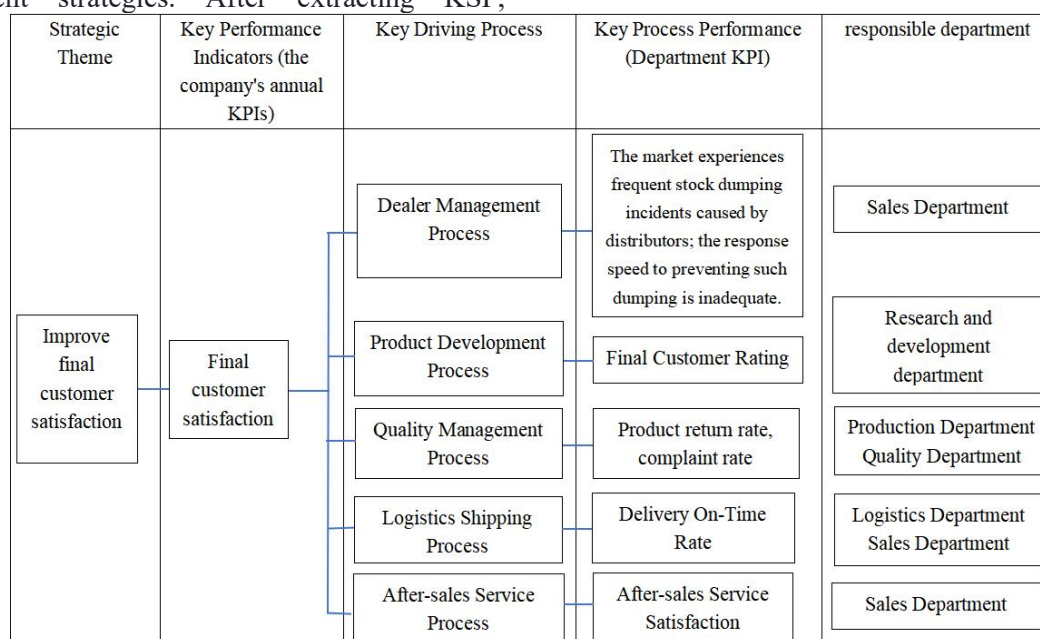 ent strategies. After extracting KSF,
Strategic
Theme
Key Performance
Indicators (the
company's annual
KPIs)
Key Driving Process
Key Process Performance
(Department KPI)
responsible department
Improve
final
customer
satisfaction
Final
customer
satisfaction
Dealer Management
Process
The market experiences
frequent stock dumping
incidents caused by
distributors; the response
speed to preventing such
dumping is inadequate.
Sales Department
Product Development
Process
Final Customer Rating
Research and
development
department
Quality Management
Process
Product return rate,
complaint rate
Production Department
Quality Department
Logistics Shipping
Process
Delivery On-Time
Rate
Logistics Department
Sales Department
After-sales Service
Process
After-sales Service
Satisfaction
Sales Department